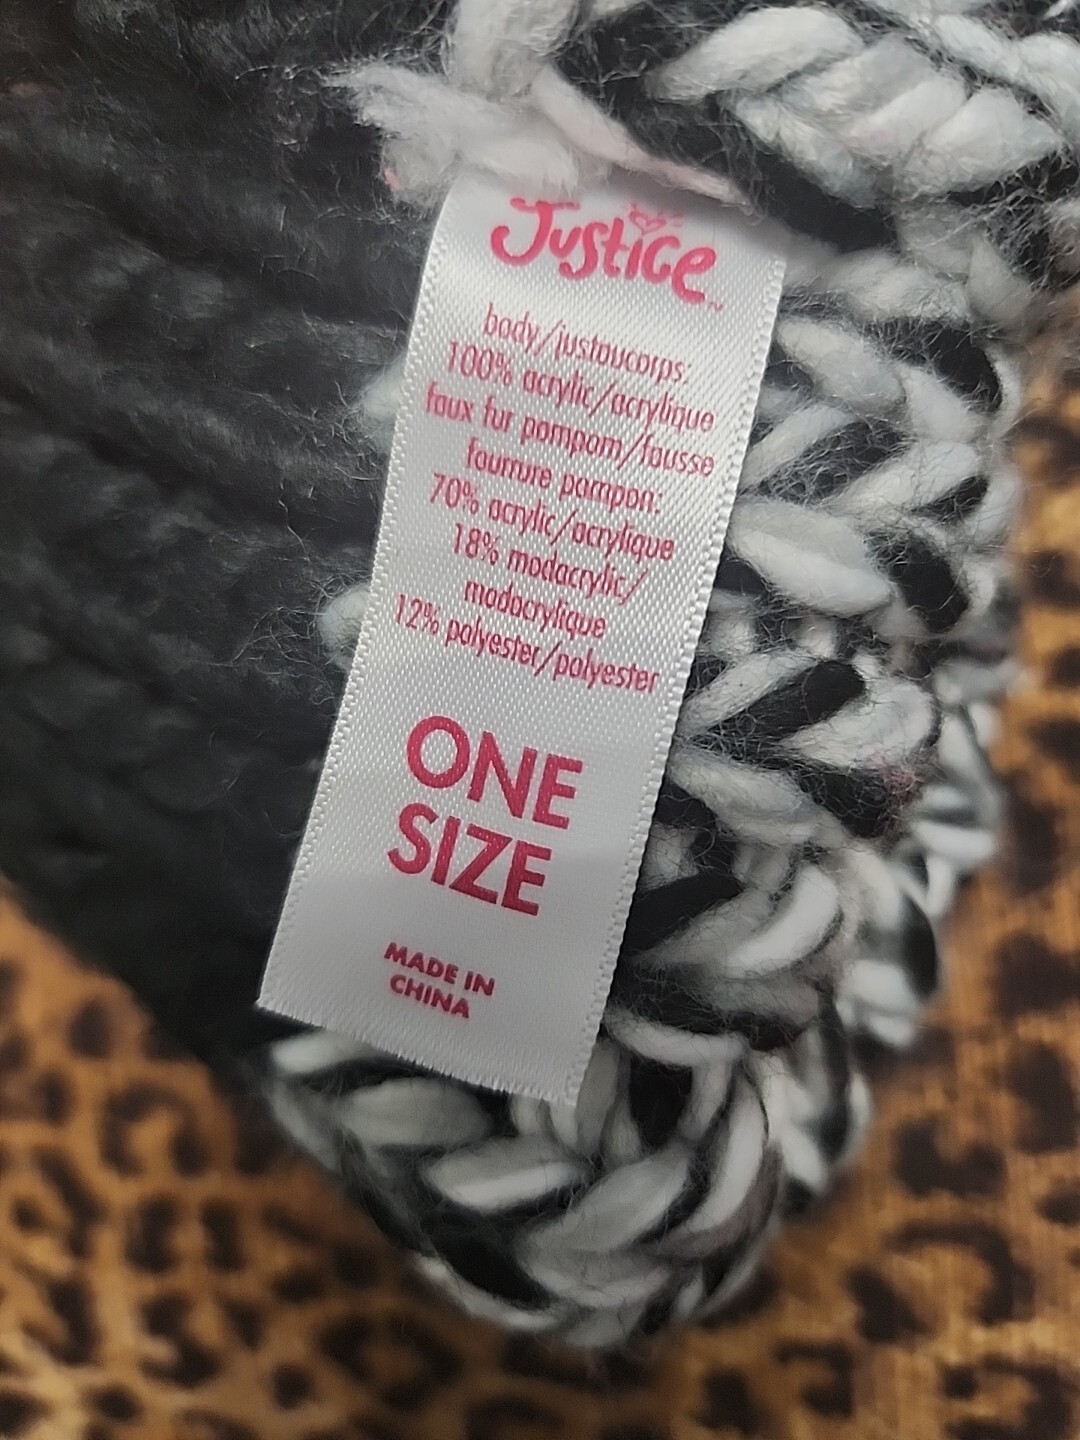 Justice
body/justaucorps:
100% acrylic/acrylique
faux fur pompom/fausse
fourrure pompon:
70% acrylic/acrylique
18% modacrylic/
modacrylique
12% polyester/polyester
ONE
SIZE
MADE IN
CHINA